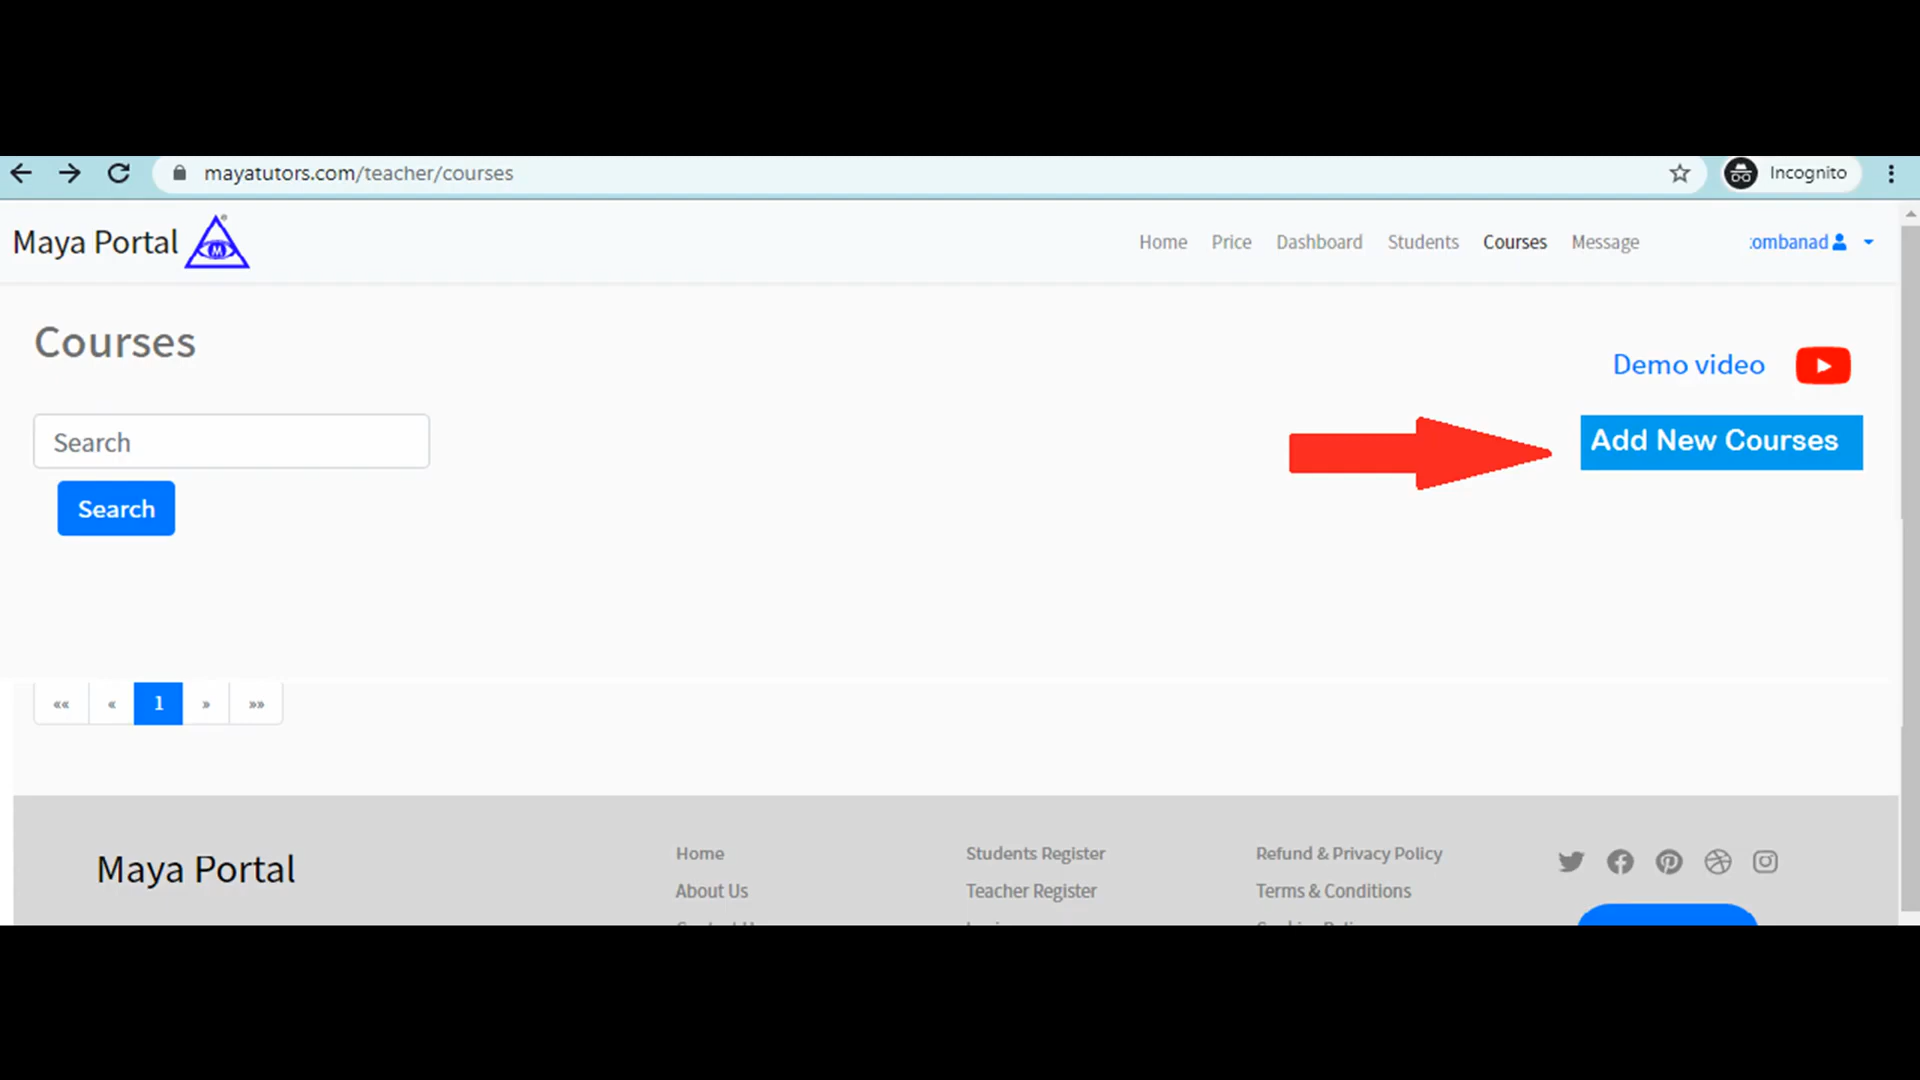 mayatutors.com/teacher/courses
Incognito
Maya Portal
M
Home Price Dashboard Students Courses Message
Courses
Demo video
Search
Add New Courses
Search
«« « 1 » »»
Maya Portal
Home
Students Register
Refund & Privacy Policy
About Us
Teacher Register
Terms & Conditions